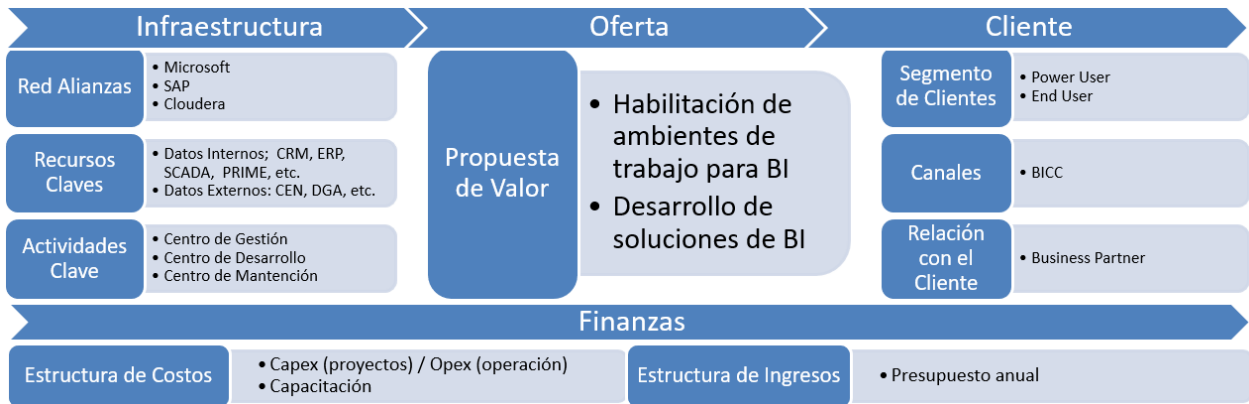 Infraestructura
Oferta
Cliente
Red Alianzas
• Microsoft
• SAP
• Cloudera
Recursos
Claves
• Datos Internos; CRM, ERP,
SCADA, PRIME, etc.
• Datos Externos: CEN, DGA, etc.
Actividades
Clave
• Centro de Gestión
• Centro de Desarrollo
• Centro de Mantención
Propuesta
de Valor
• Habilitación de
ambientes de
trabajo para BI
• Desarrollo de
soluciones de BI
Segmento
de Clientes
• Power User
• End User
Canales
• BICC
Relación
con el
Cliente
• Business Partner
Finanzas
Estructura de Costos
• Capex (proyectos) / Opex (operación)
• Capacitación
Estructura de Ingresos
• Presupuesto anual